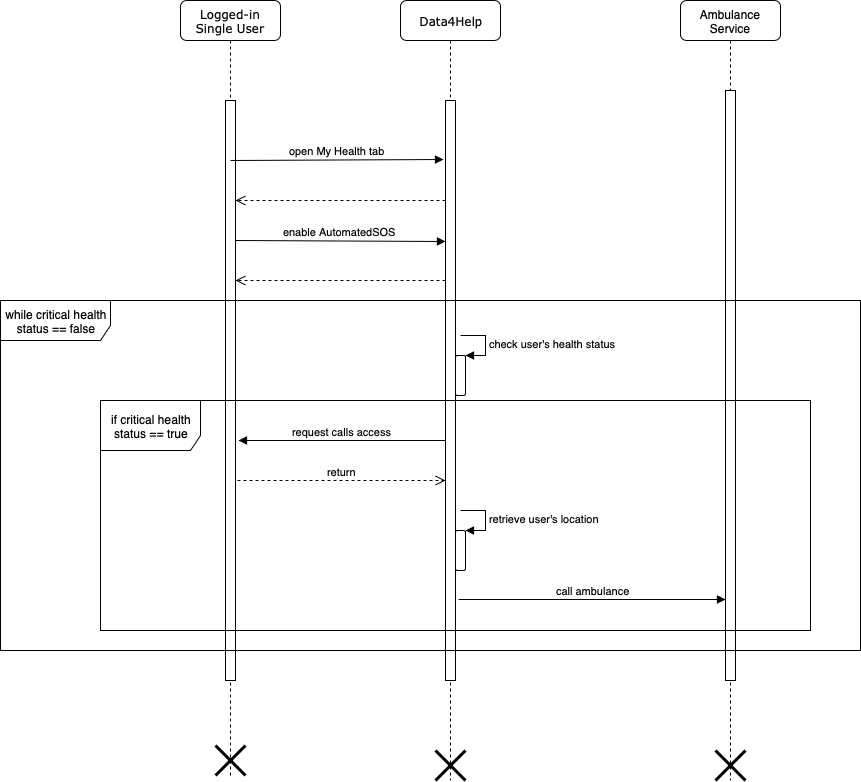 Logged-in
Single User
Data4Help
Ambulance
Service
open My Health tab
enable AutomatedSOS
while critical health
status == false
check user's health status
if critical health
status == true
request calls access
return
retrieve user's location
call ambulance